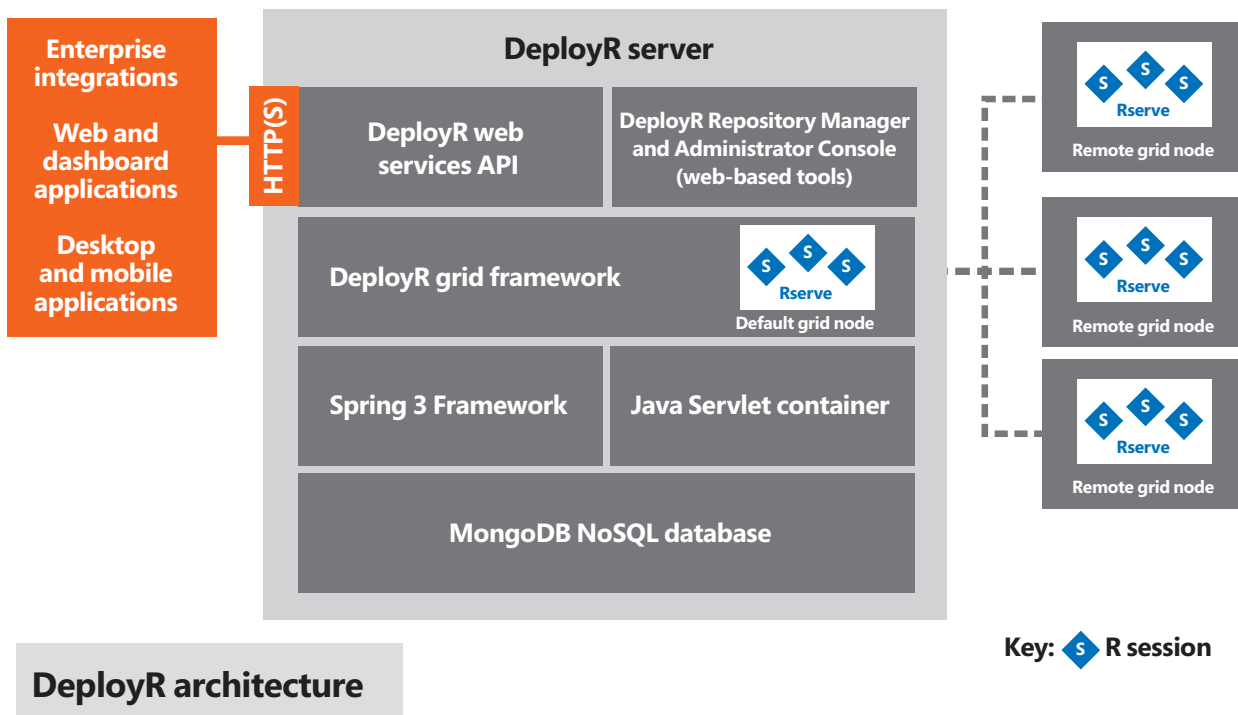 Enterprise
integrations
Web and
dashboard
applications
Desktop
and mobile
applications
HTTP(S)
DeployR server
DeployR web
services API
DeployR Repository Manager
and Administrator Console
(web-based tools)
DeployR grid framework
S
S
S
Rserve
Default grid node
Spring 3 Framework
Java Servlet container
MongoDB NoSQL database
S
S
S
Rserve
Remote grid node
S
S
S
Rserve
Remote grid node
S
S
S
Rserve
Remote grid node
Key: S R session
DeployR architecture